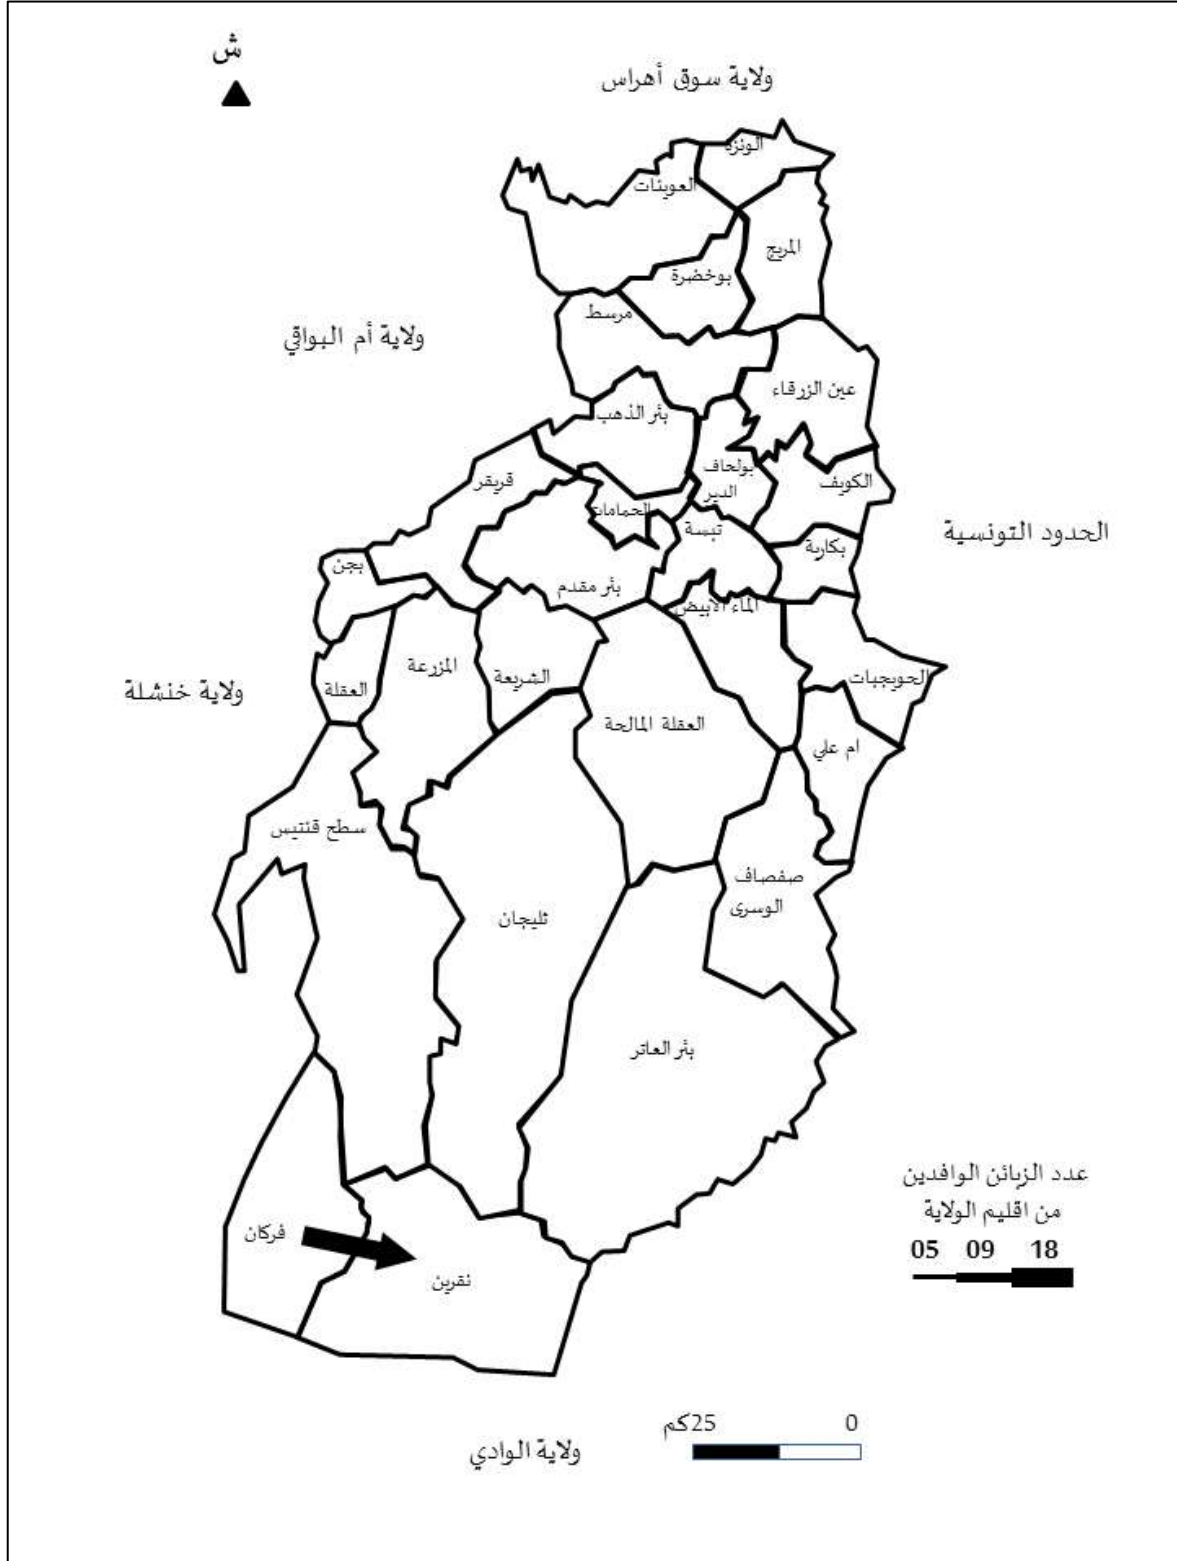 ش
ولاية سوق أهراس
الونزة
العوينات
المريج
بوخضرة
مرسط
ولاية أم البواقي
عين الزرقاء
بئر الذهب
بولحاف
الدير
الكويف
قريقر
الحمامات
تبسة
الحدود التونسية
بكارية
بجن
بئر مقدم
الماء الابيض
المزرعة
الشريعة
الحويجبات
العقلة
ولاية خنشلة
العقلة المالحة
ام علي
سطح قنتيس
صفصاف
الوسرى
ثليجان
بئر العاتر
عدد الزبائن الوافدين
من اقليم الولاية
05 09 18
فركان
نقرين
25كم 0
ولاية الوادي